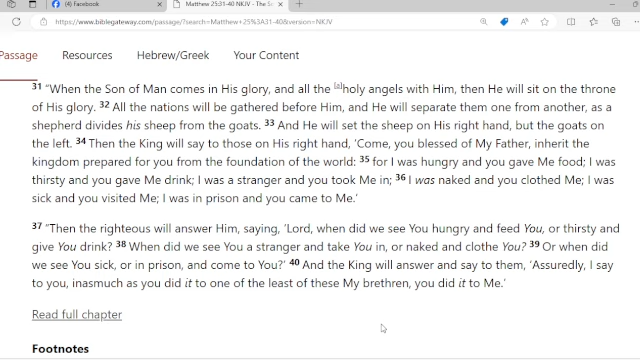 (4) Facebook
Matthew 25:31-40 NKJV - The So
https://www.biblegateway.com/passage/?search=Matthew+25%3A31-40&version=NKJV
Passage Resources Hebrew/Greek Your Content
31 "When the Son of Man comes in His glory, and all the [a]holy angels with Him, then He will sit on the throne
of His glory. 32 All the nations will be gathered before Him, and He will separate them one from another, as a
shepherd divides his sheep from the goats. 33 And He will set the sheep on His right hand, but the goats on
the left. 34 Then the King will say to those on His right hand, 'Come, you blessed of My Father, inherit the
kingdom prepared for you from the foundation of the world: 35 for I was hungry and you gave Me food; I was
thirsty and you gave Me drink; I was a stranger and you took Me in; 36 I was naked and you clothed Me; I was
sick and you visited Me; I was in prison and you came to Me.'
37 "Then the righteous will answer Him, saying, 'Lord, when did we see You hungry and feed You, or thirsty and
give You drink? 38 When did we see You a stranger and take You in, or naked and clothe You? 39 Or when did
we see You sick, or in prison, and come to You?' 40 And the King will answer and say to them, 'Assuredly, I say
to you, inasmuch as you did it to one of the least of these My brethren, you did it to Me.'
Read full chapter
Footnotes